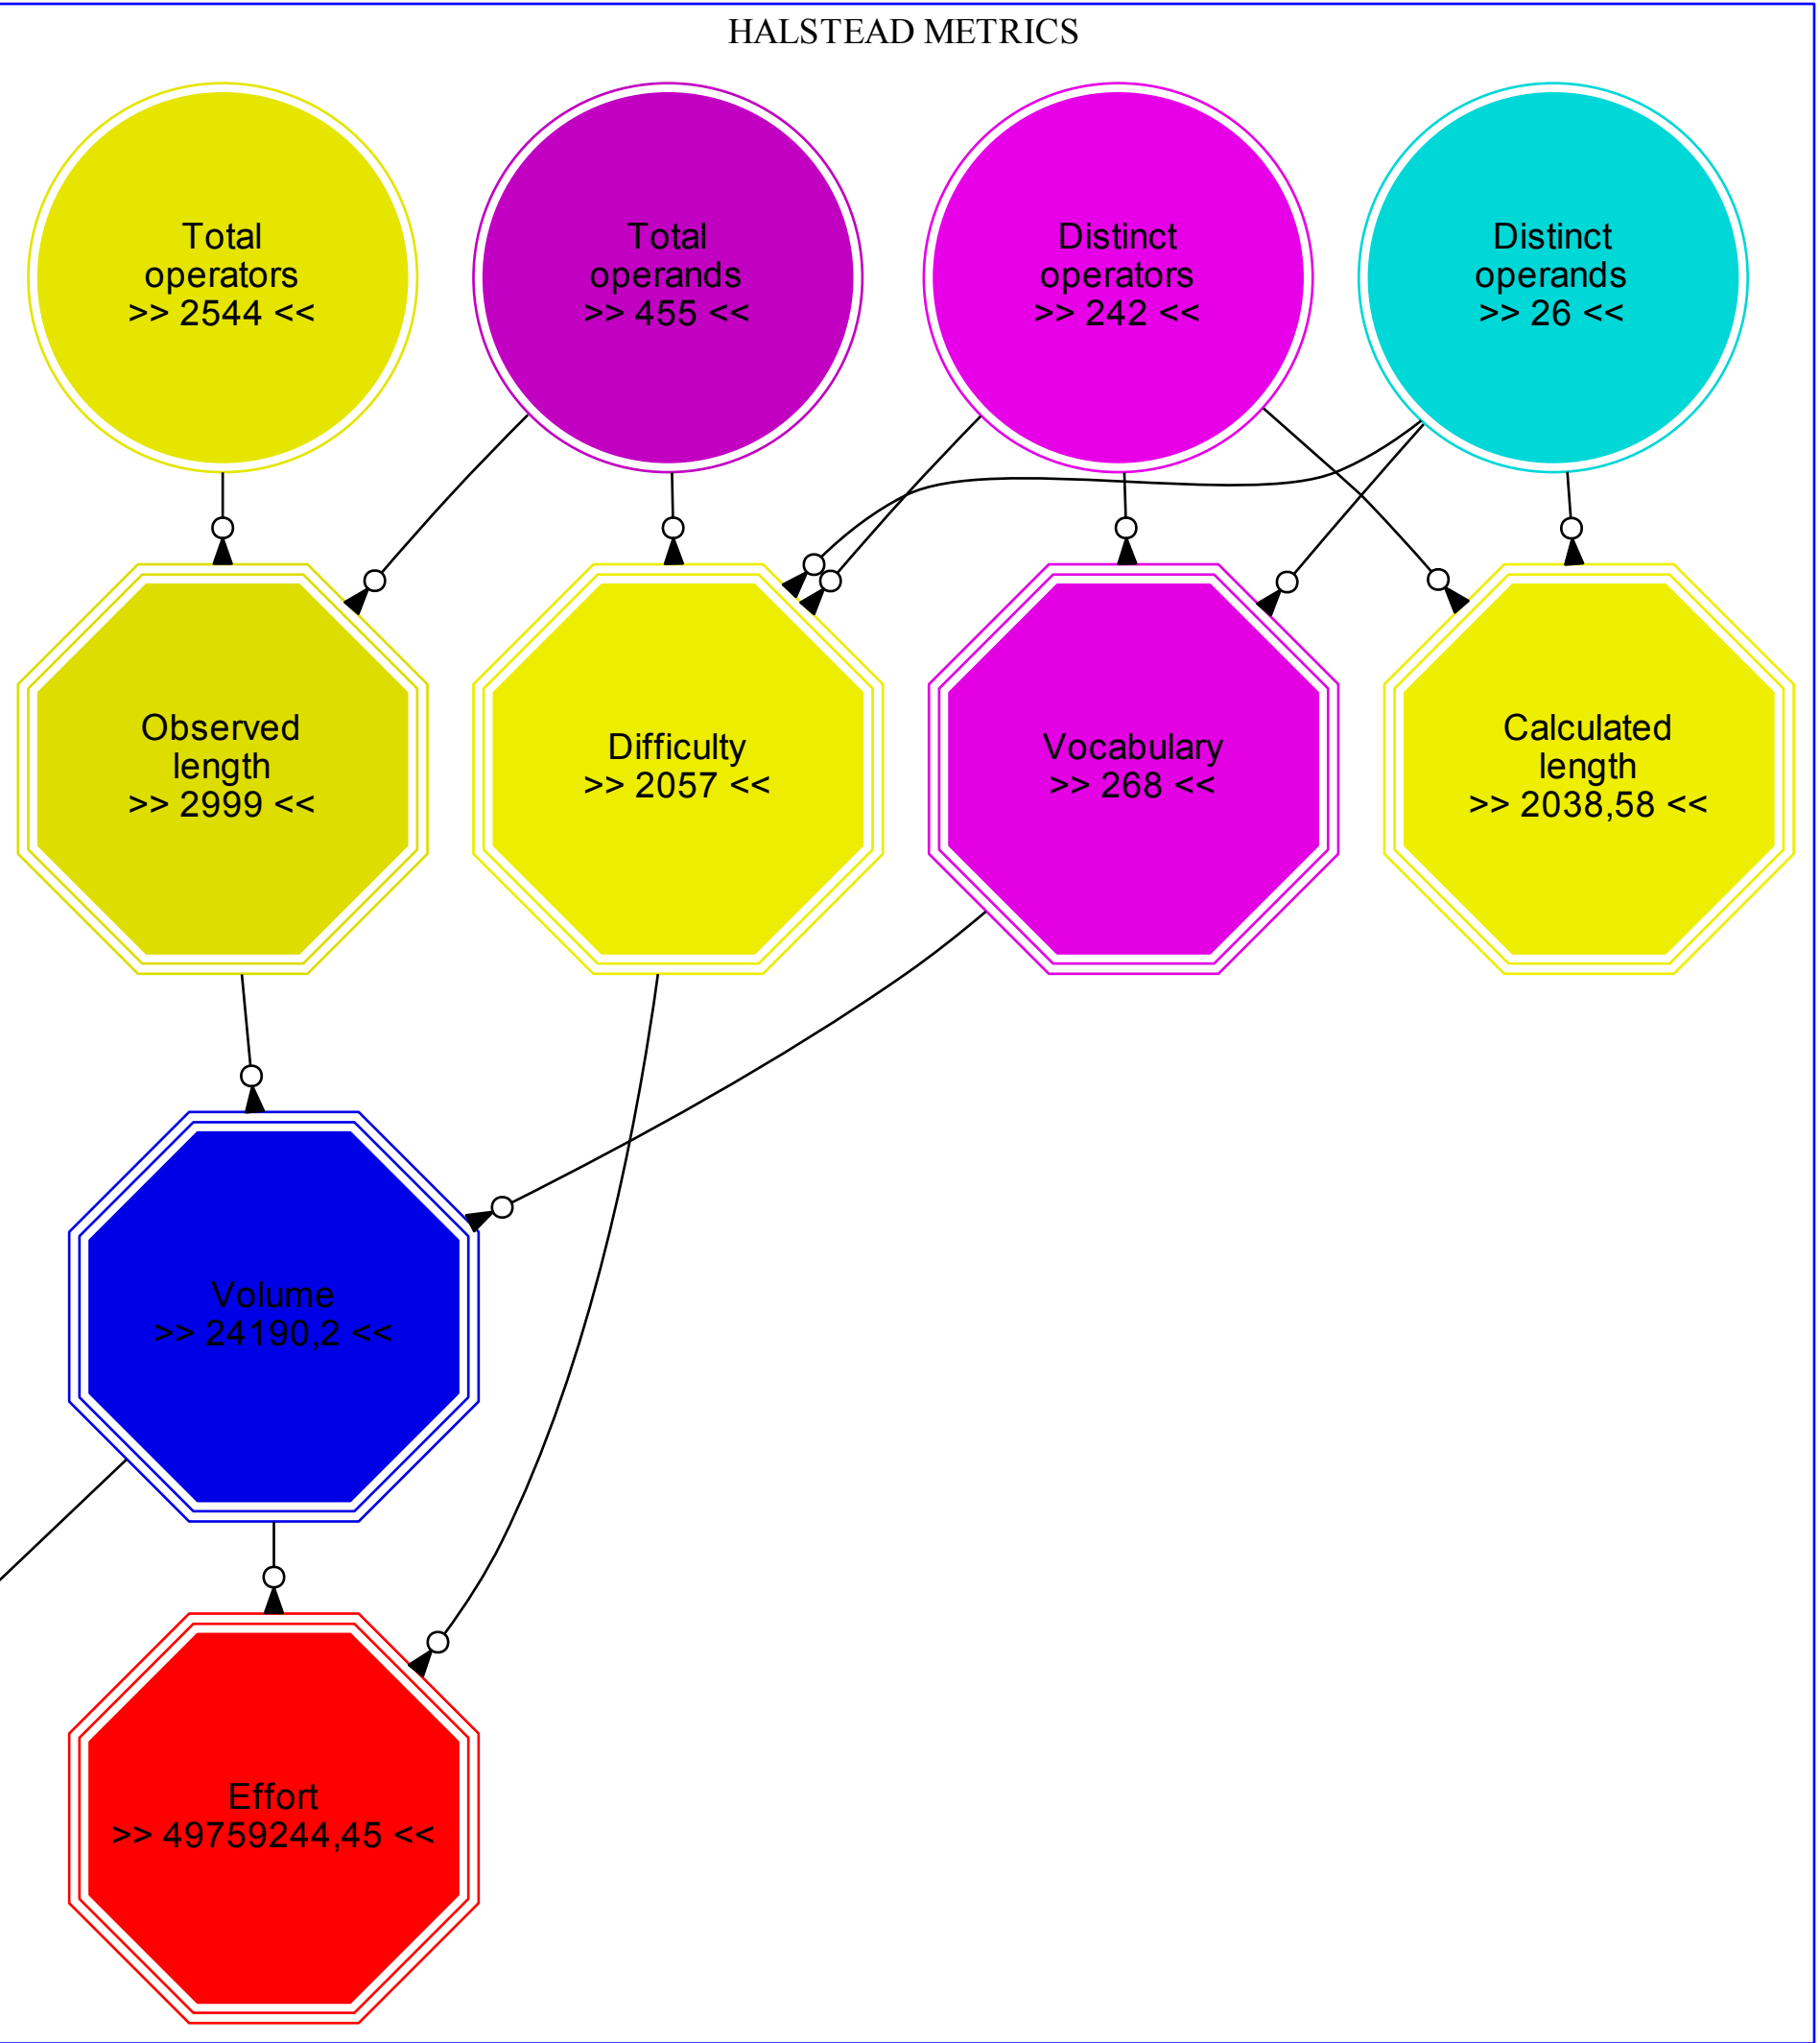 HALSTEAD METRICS
Total
operators
>> 2544 <<
Total
operands
>> 455 <<
Distinct
operators
>> 242 <<
Distinct
operands
>> 26 <<
Observed
length
>> 2999 <<
Difficulty
>> 2057 <<
Vocabulary
>> 268 <<
Calculated
length
>> 2038,58 <<
Volume
>> 24190,2 <<
Effort
>> 49759244,45 <<